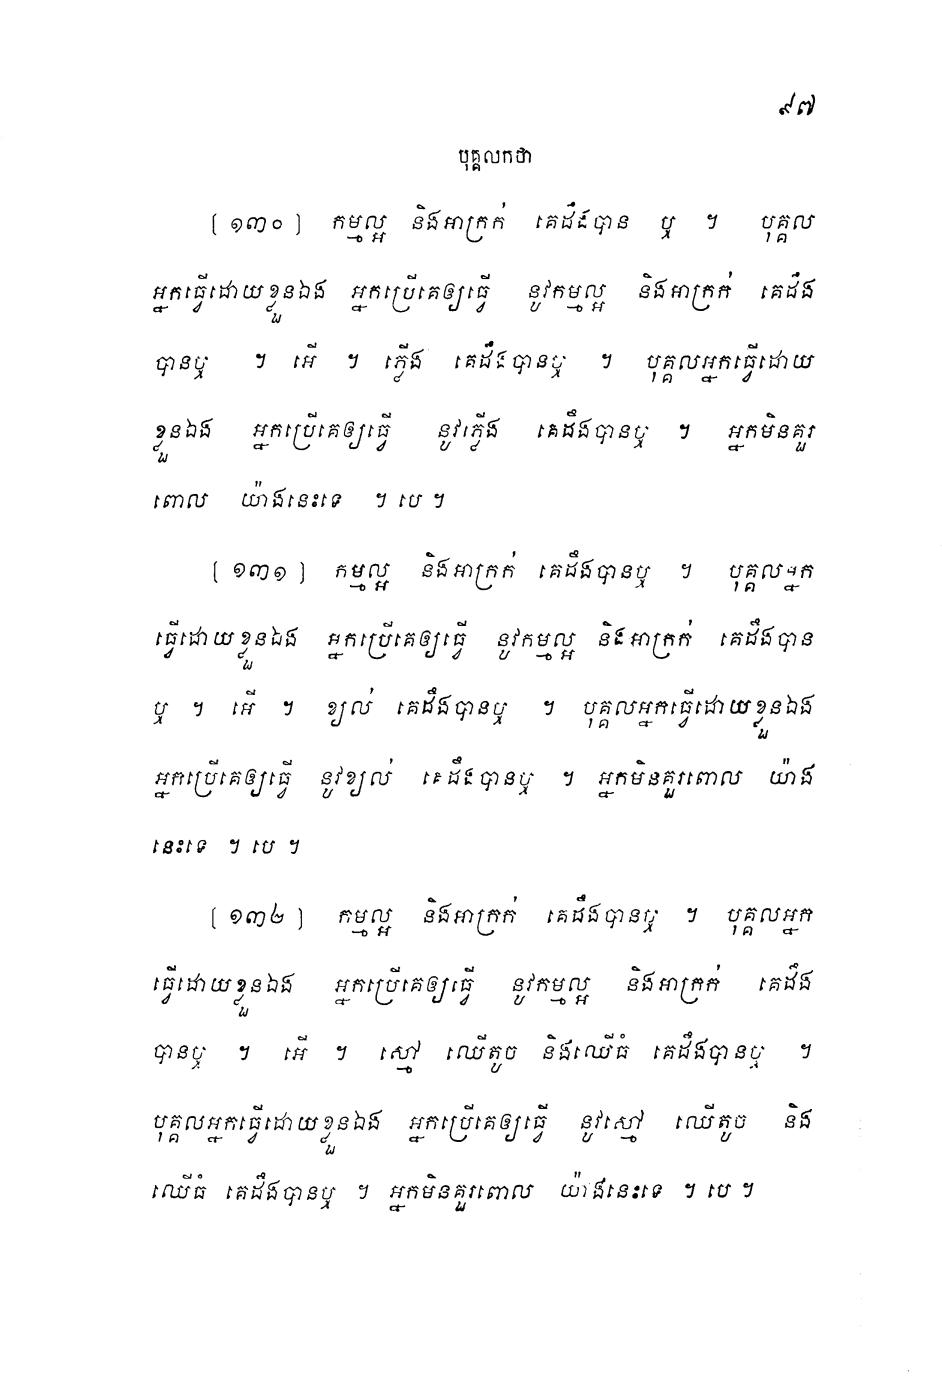 ៩៧
បុគ្គលកថា
[ ១៣០ ] កម្មល្អ និងអាក្រក់ គេដឹងបាន ឬ ។ បុគ្គល
អ្នកធ្វើដោយខ្លួនឯង អ្នកប្រើគេឲ្យធ្វើ នូវកម្មល្អ និងអាក្រក់ គេដឹង
បានឬ ។ អើ ។ ភ្លើង គេដឹងបានឬ ។ បុគ្គលអ្នកធ្វើដោយ
ខ្លួនឯង អ្នកប្រើគេឲ្យធ្វើ នូវភ្លើង គេដឹងបានឬ ។ អ្នកមិនគួរ
ពោល យ៉ាងនេះទេ ។ បេ ។
[ ១៣១ ] កម្មល្អ និងអាក្រក់ គេដឹងបានឬ ។ បុគ្គលអ្នក
ធ្វើដោយខ្លួនឯង អ្នកប្រើគេឲ្យធ្វើ នូវកម្មល្អ និងអាក្រក់ គេដឹងបាន
ឬ ។ អើ ។ ខ្យល់ គេដឹងបានឬ ។ បុគ្គលអ្នកធ្វើដោយខ្លួនឯង
អ្នកប្រើគេឲ្យធ្វើ នូវខ្យល់ គេដឹងបានឬ ។ អ្នកមិនគួរពោល យ៉ាង
នេះទេ ។ បេ ។
[ ១៣២ ] កម្មល្អ និងអាក្រក់ គេដឹងបានឬ ។ បុគ្គលអ្នក
ធ្វើដោយខ្លួនឯង អ្នកប្រើគេឲ្យធ្វើ នូវកម្មល្អ និងអាក្រក់ គេដឹង
បានឬ ។ អើ ។ ស្មៅ ឈើតូច និងឈើធំ គេដឹងបានឬ ។
បុគ្គលអ្នកធ្វើដោយខ្លួនឯង អ្នកប្រើគេឲ្យធ្វើ នូវស្មៅ ឈើតូច និង
ឈើធំ គេដឹងបានឬ ។ អ្នកមិនគួរពោល យ៉ាងនេះទេ ។ បេ ។